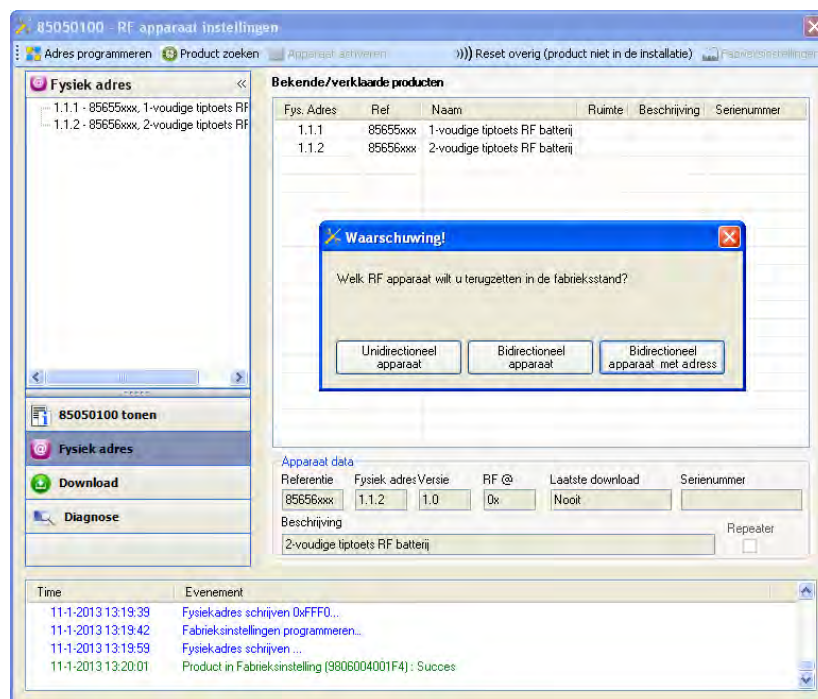 85050100 - RF apparaat instellingen
Adres programmeren Product zoeken Apparaat activeren )))) Reset overig (product niet in de installatie) Fabrieksinstellingen
Fysiek adres «
1.1.1 - 85655xxx, 1-voudige tiptoets RF
1.1.2 - 85656xxx, 2-voudige tiptoets RF
Bekende/verklaarde producten
Fys. Adres Ref Naam Ruimte Beschrijving Serienummer
1.1.1 85655xxx 1-voudige tiptoets RF batterij
1.1.2 85656xxx 2-voudige tiptoets RF batterij
Waarschuwing!
Welk RF apparaat wilt u terugzetten in de fabrieksstand?
Unidirectioneel apparaat
Bidirectioneel apparaat
Bidirectioneel apparaat met adress
85050100 tonen
Fysiek adres
Download
Diagnose
Apparaat data
Referentie Fysiek adres Versie RF @ Laatste download Serienummer
85656xxx 1.1.2 1.0 0x Nooit
Beschrijving
Repeater
2-voudige tiptoets RF batterij
Time Evenement
11-1-2013 13:19:39 Fysiekadres schrijven 0xFFF0...
11-1-2013 13:19:42 Fabrieksinstellingen programmeren...
11-1-2013 13:19:59 Fysiekadres schrijven ...
11-1-2013 13:20:01 Product in Fabrieksinstelling (9806004001F4) : Succes